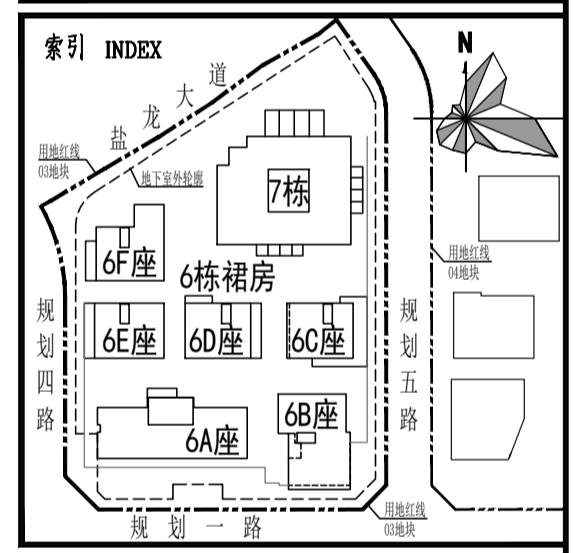 索引 INDEX
N
盐龙大道
用地红线
03地块
地下室外轮廓
7栋
用地红线
04地块
6F座
6栋裙房
规划四路
6E座
6D座
6C座
规划五路
6A座
6B座
用地红线
03地块
规划一路